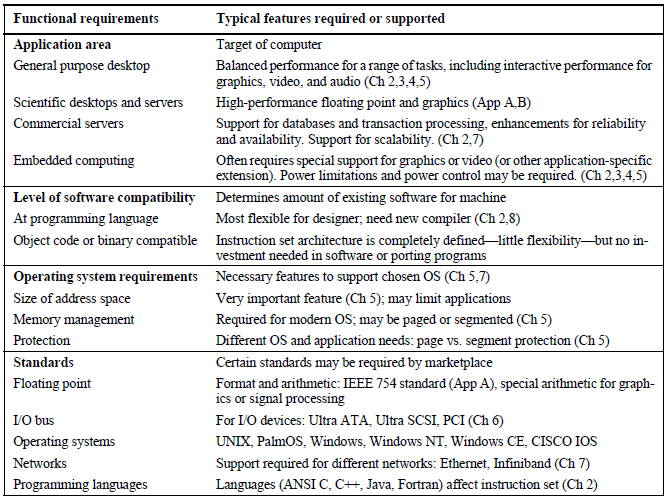 Functional requirements Typical features required or supported
Application area Target of computer
General purpose desktop Balanced performance for a range of tasks, including interactive performance for
graphics, video, and audio (Ch 2,3,4,5)
Scientific desktops and servers High-performance floating point and graphics (App A,B)
Commercial servers Support for databases and transaction processing, enhancements for reliability
and availability. Support for scalability. (Ch 2,7)
Embedded computing Often requires special support for graphics or video (or other application-specific
extension). Power limitations and power control may be required. (Ch 2,3,4,5)
Level of software compatibility Determines amount of existing software for machine
At programming language Most flexible for designer; need new compiler (Ch 2,8)
Object code or binary compatible Instruction set architecture is completely defined—little flexibility—but no in-
vestment needed in software or porting programs
Operating system requirements Necessary features to support chosen OS (Ch 5,7)
Size of address space Very important feature (Ch 5); may limit applications
Memory management Required for modern OS; may be paged or segmented (Ch 5)
Protection Different OS and application needs: page vs. segment protection (Ch 5)
Standards Certain standards may be required by marketplace
Floating point Format and arithmetic: IEEE 754 standard (App A), special arithmetic for graph-
ics or signal processing
I/O bus For I/O devices: Ultra ATA, Ultra SCSI, PCI (Ch 6)
Operating systems UNIX, PalmOS, Windows, Windows NT, Windows CE, CISCO IOS
Networks Support required for different networks: Ethernet, Infiniband (Ch 7)
Programming languages Languages (ANSI C, C++, Java, Fortran) affect instruction set (Ch 2)